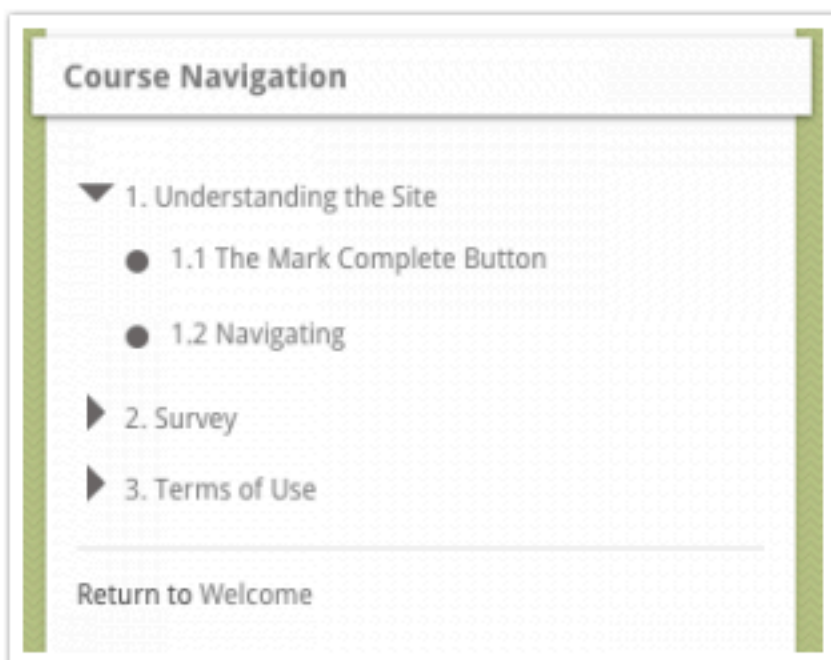 Course Navigation
1. Understanding the Site
1.1 The Mark Complete Button
1.2 Navigating
2. Survey
3. Terms of Use
Return to Welcome